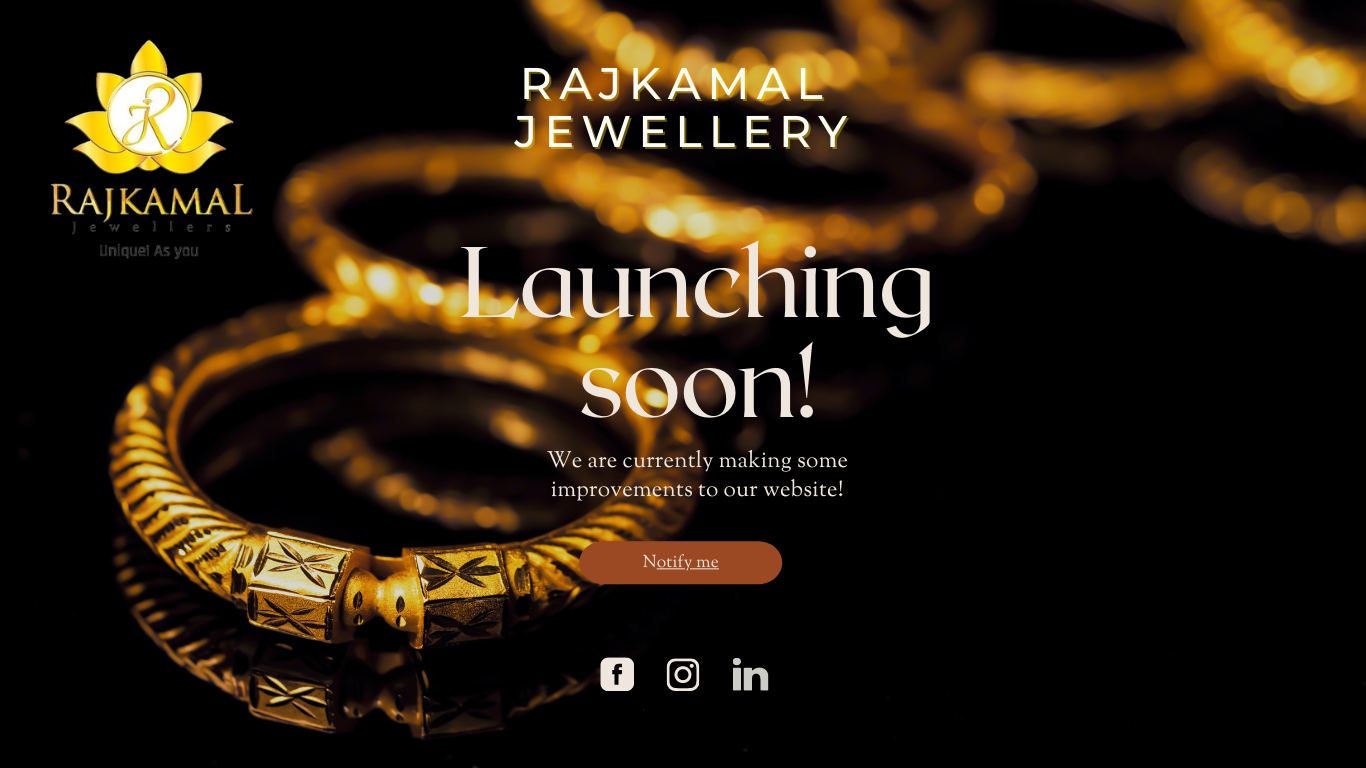 RAJKAMAL
JEWELLERY
RAJKAMAL
Jewellers
Unique! As you
Launching
soon!
We are currently making some
improvements to our website!
Notify me